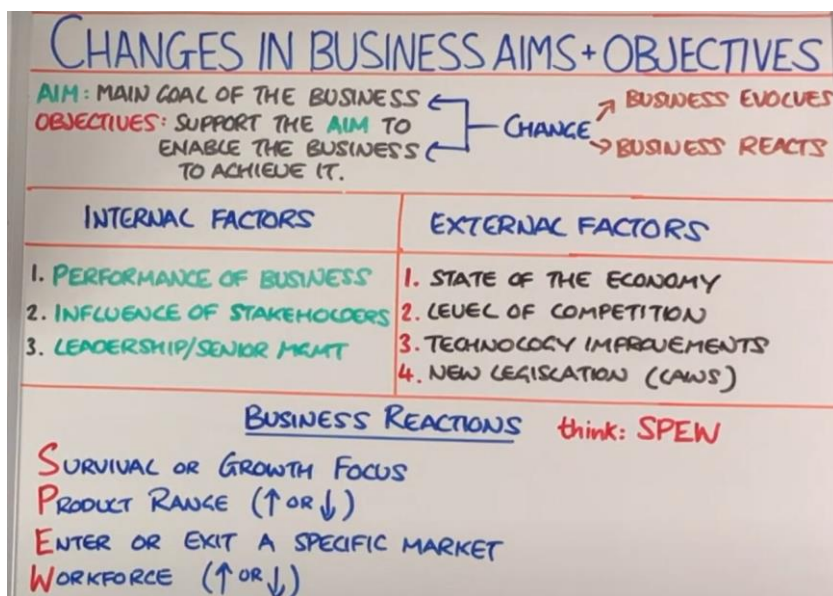 CHANGES IN BUSINESS AIMS + OBJECTIVES
AIM: MAIN GOAL OF THE BUSINESS
OBJECTIVES: SUPPORT THE AIM TO
ENABLE THE BUSINESS
TO ACHIEVE IT.
CHANGE
BUSINESS EVOLVES
BUSINESS REACTS
INTERNAL FACTORS
1. PERFORMANCE OF BUSINESS
2. INFLUENCE OF STAKEHOLDERS
3. LEADERSHIP/SENIOR MGMT
EXTERNAL FACTORS
1. STATE OF THE ECONOMY
2. LEVEL OF COMPETITION
3. TECHNOLOGY IMPROVEMENTS
4. NEW LEGISLATION (LAWS)
BUSINESS REACTIONS think: SPEW
SURVIVAL OR GROWTH FOCUS
PRODUCT RANGE (↑ OR ↓)
ENTER OR EXIT A SPECIFIC MARKET
WORKFORCE (↑ OR ↓)